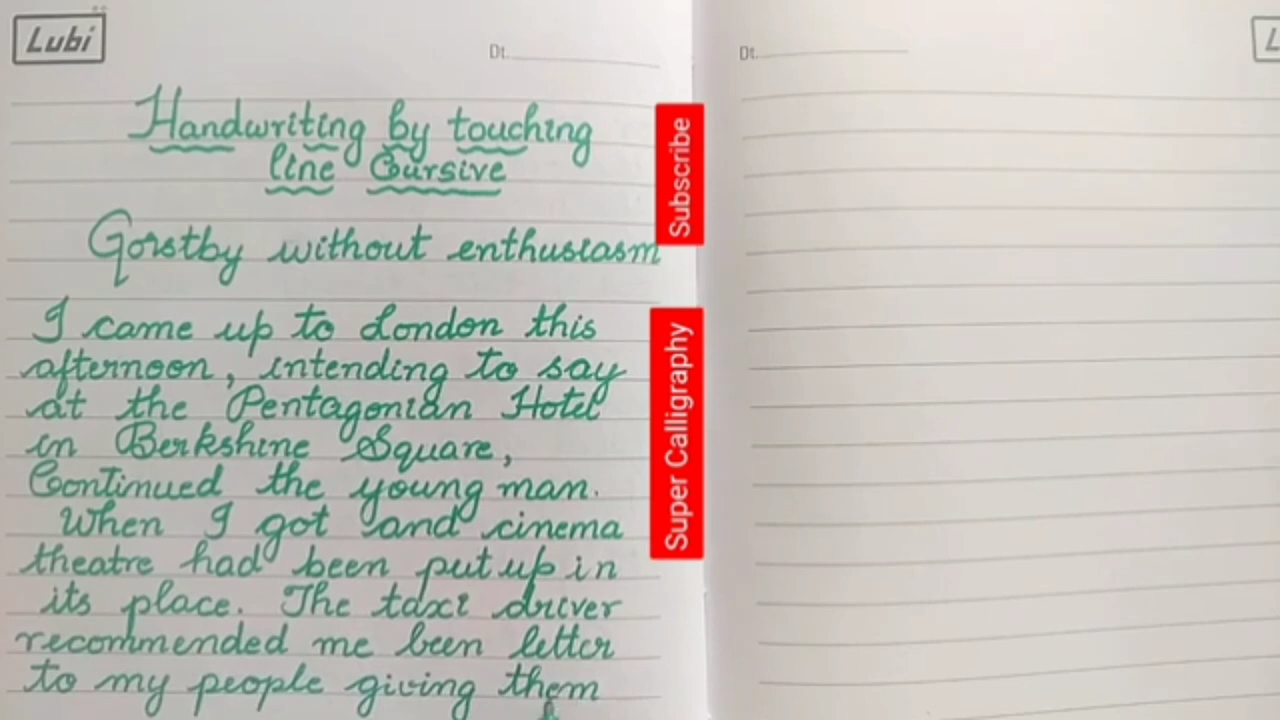 Lubi
Dt.
Handwriting by touching
line Coursive
Gorstby without enthusiasm
I came up to London this
afternoon, intending to say
at the Pentagonian Hotel
in Berkshine Square,
Continued the young man.
When I got and cinema
theatre had been put up in
its place. The taxi driver
recommended me been letter
to my people giving them
Subscribe
Super Calligraphy
Dt.
L